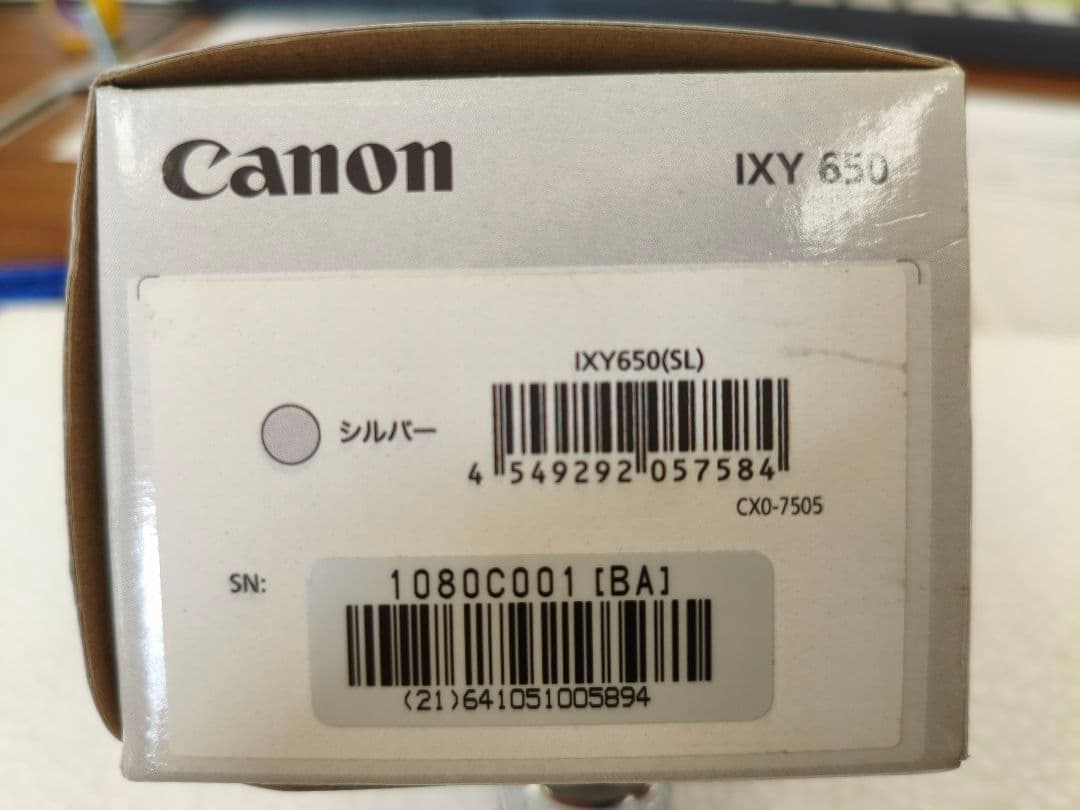 Canon
IXY 650
IXY650(SL)
シルバー
4 549292 057584
CX0-7505
SN:
1080C001 [BA]
(21)641051005894